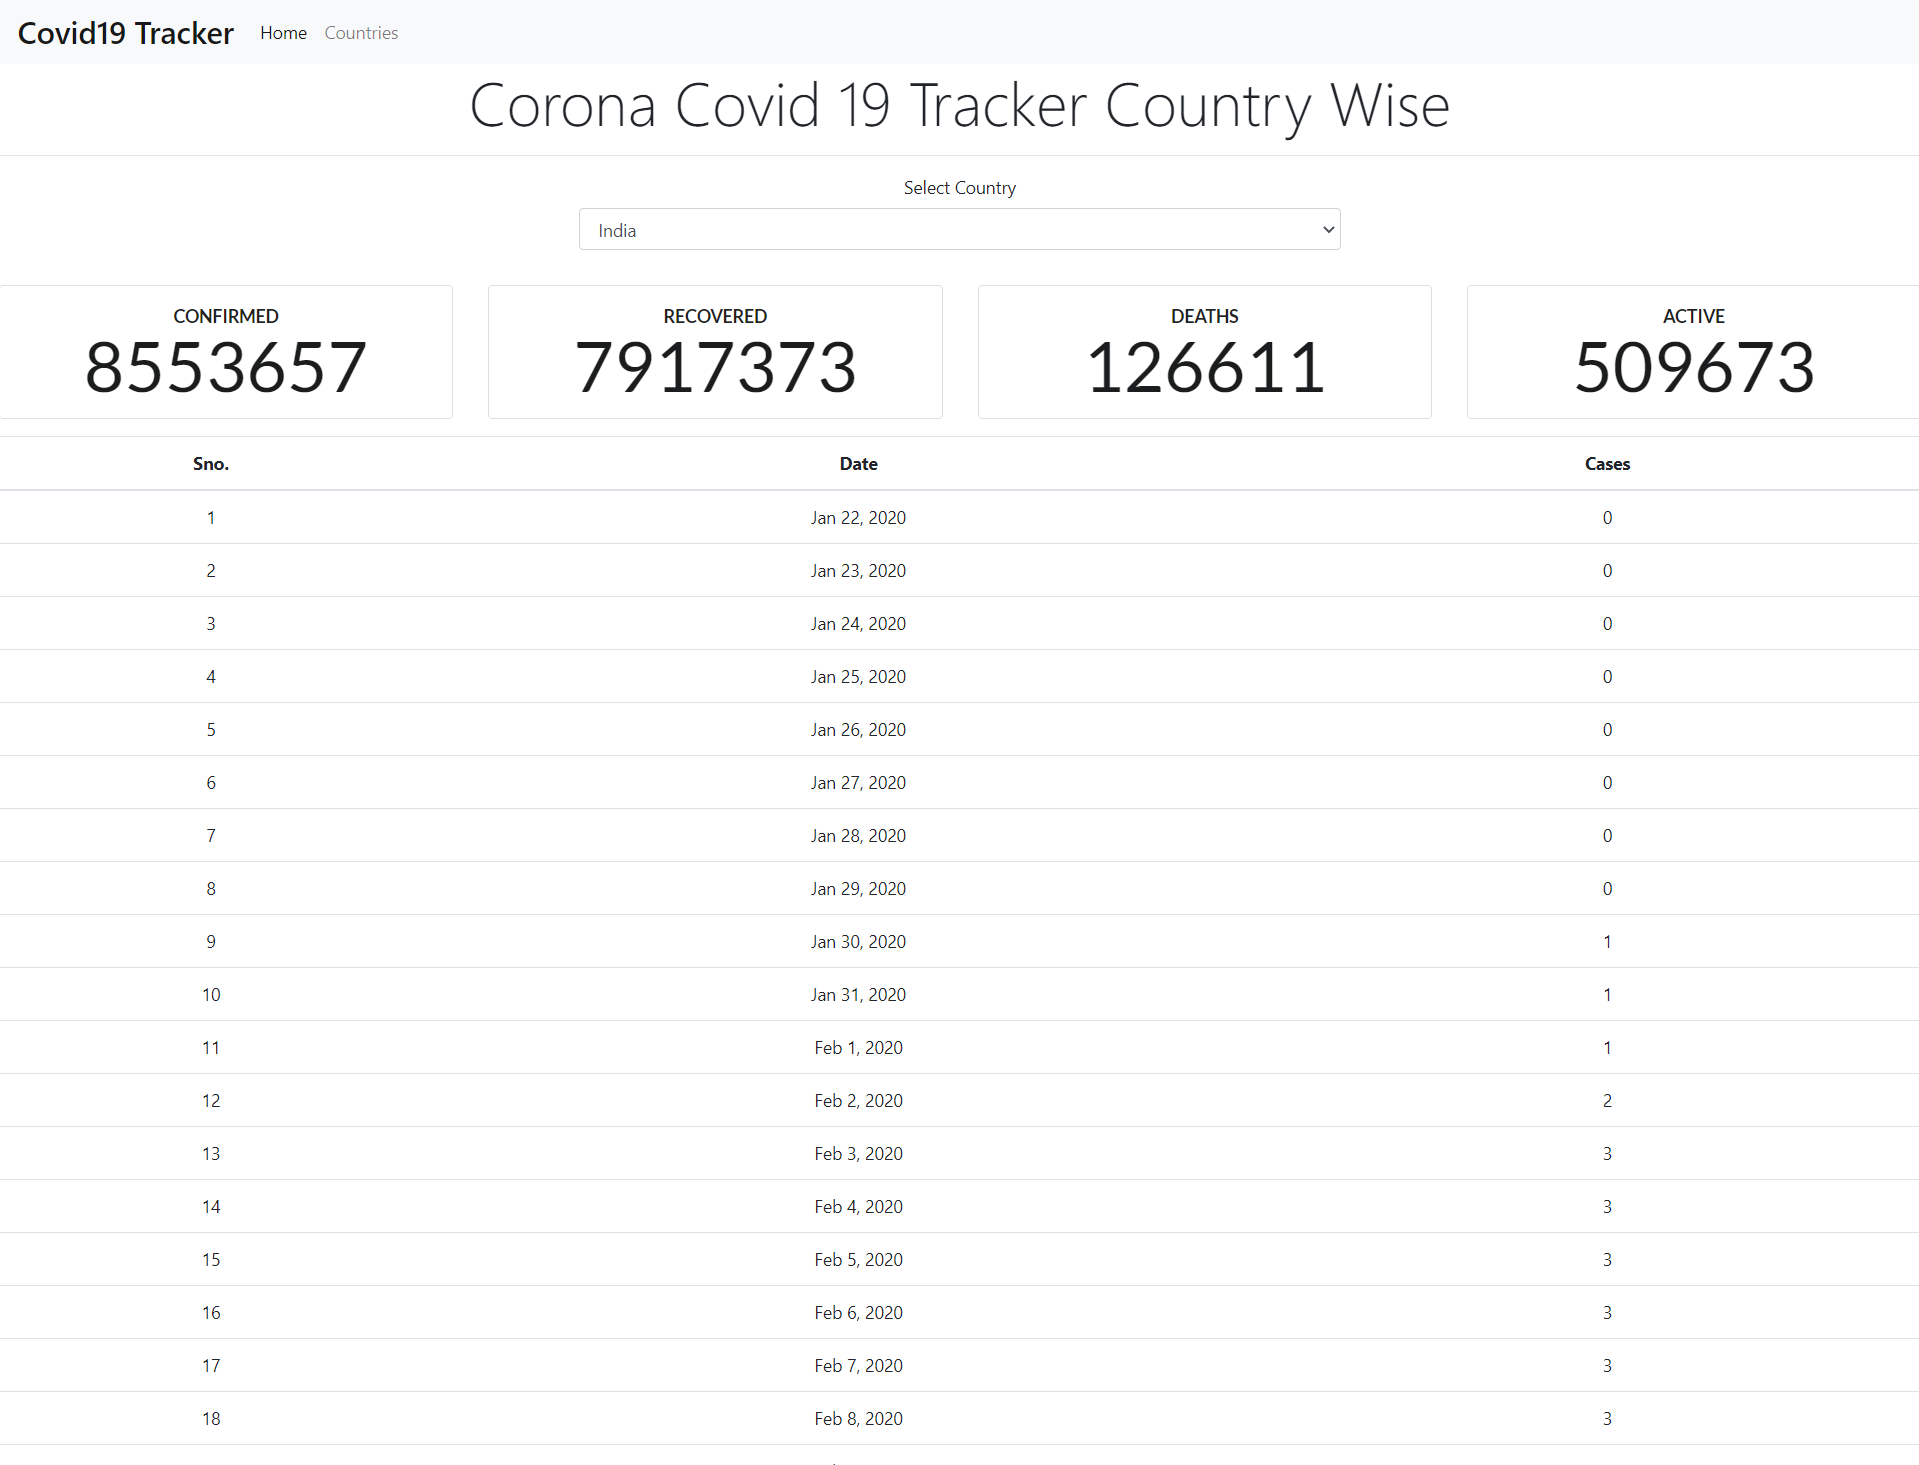 Covid19 Tracker Home Countries
Corona Covid 19 Tracker Country Wise
Select Country
India
CONFIRMED RECOVERED DEATHS ACTIVE
8553657 7917373 126611 509673
Sno. Date Cases
1 Jan 22, 2020 0
2 Jan 23, 2020 0
3 Jan 24, 2020 0
4 Jan 25, 2020 0
5 Jan 26, 2020 0
6 Jan 27, 2020 0
7 Jan 28, 2020 0
8 Jan 29, 2020 0
9 Jan 30, 2020 1
10 Jan 31, 2020 1
11 Feb 1, 2020 1
12 Feb 2, 2020 2
13 Feb 3, 2020 3
14 Feb 4, 2020 3
15 Feb 5, 2020 3
16 Feb 6, 2020 3
17 Feb 7, 2020 3
18 Feb 8, 2020 3